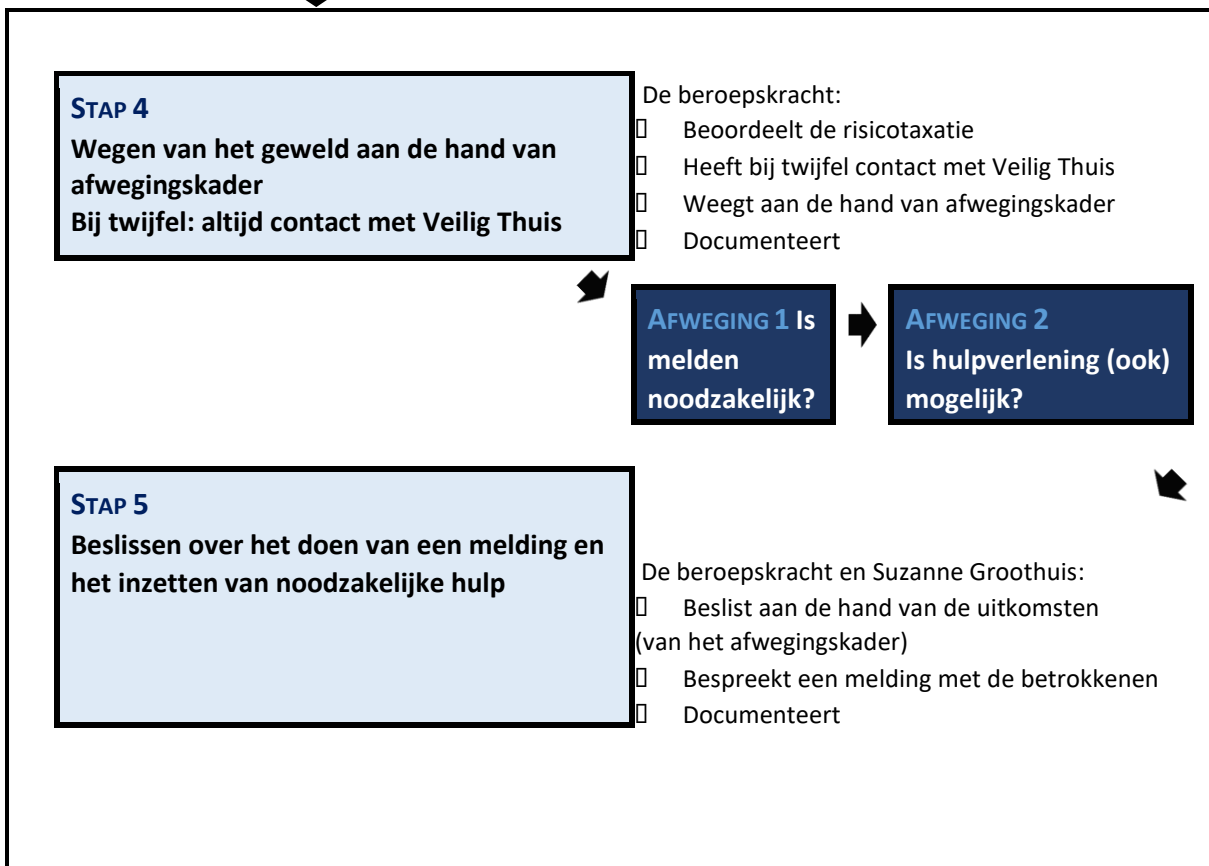 STAP 4
Wegen van het geweld aan de hand van
afwegingskader
Bij twijfel: altijd contact met Veilig Thuis
De beroepskracht:
Beoordeelt de risicotaxatie
Heeft bij twijfel contact met Veilig Thuis
Weegt aan de hand van afwegingskader
Documenteert
AFWEGING 1 Is
melden
noodzakelijk?
AFWEGING 2
Is hulpverlening (ook)
mogelijk?
STAP 5
Beslissen over het doen van een melding en
het inzetten van noodzakelijke hulp
De beroepskracht en Suzanne Groothuis:
Beslist aan de hand van de uitkomsten
(van het afwegingskader)
Bespreekt een melding met de betrokkenen
Documenteert